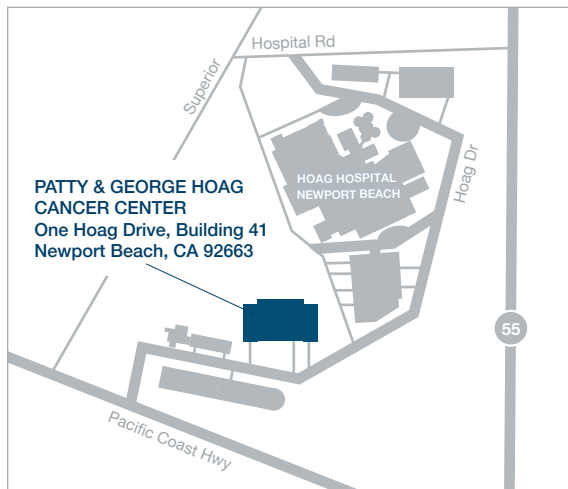 Hospital Rd
Superior
HOAG HOSPITAL
NEWPORT BEACH
Hoag Dr
PATTY & GEORGE HOAG
CANCER CENTER
One Hoag Drive, Building 41
Newport Beach, CA 92663
55
Pacific Coast Hwy